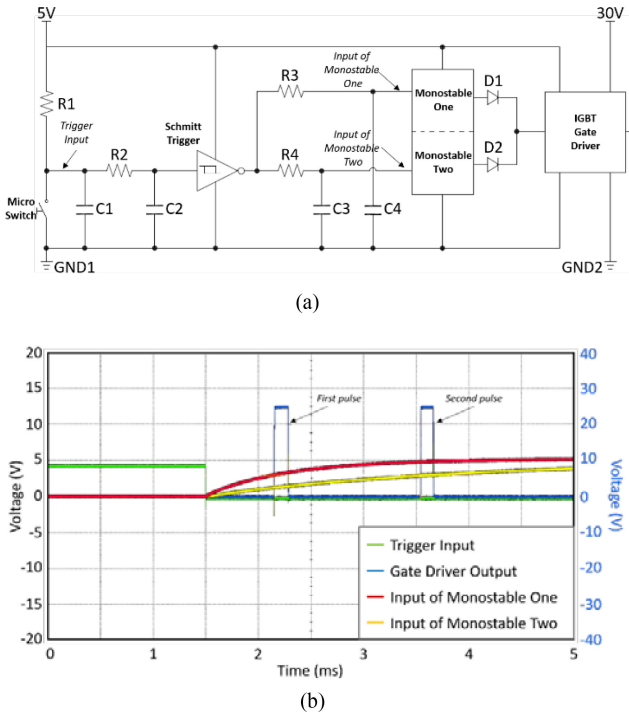 5V
30V
R1
Trigger
Input
R2
Schmitt
Trigger
R3
R4
Input of
Monostable
One
Input of
Monostable
Two
Monostable
One
Monostable
Two
D1
D2
IGBT
Gate
Driver
Micro
Switch
C1
C2
C3
C4
GND1
GND2
(a)
20
15
10
5
0
-5
-10
-15
-20
Voltage (V)
40
30
20
10
0
-10
-20
-30
-40
Voltage (V)
First pulse
Second pulse
Trigger Input
Gate Driver Output
Input of Monostable One
Input of Monostable Two
0
1
2
3
4
5
Time (ms)
(b)